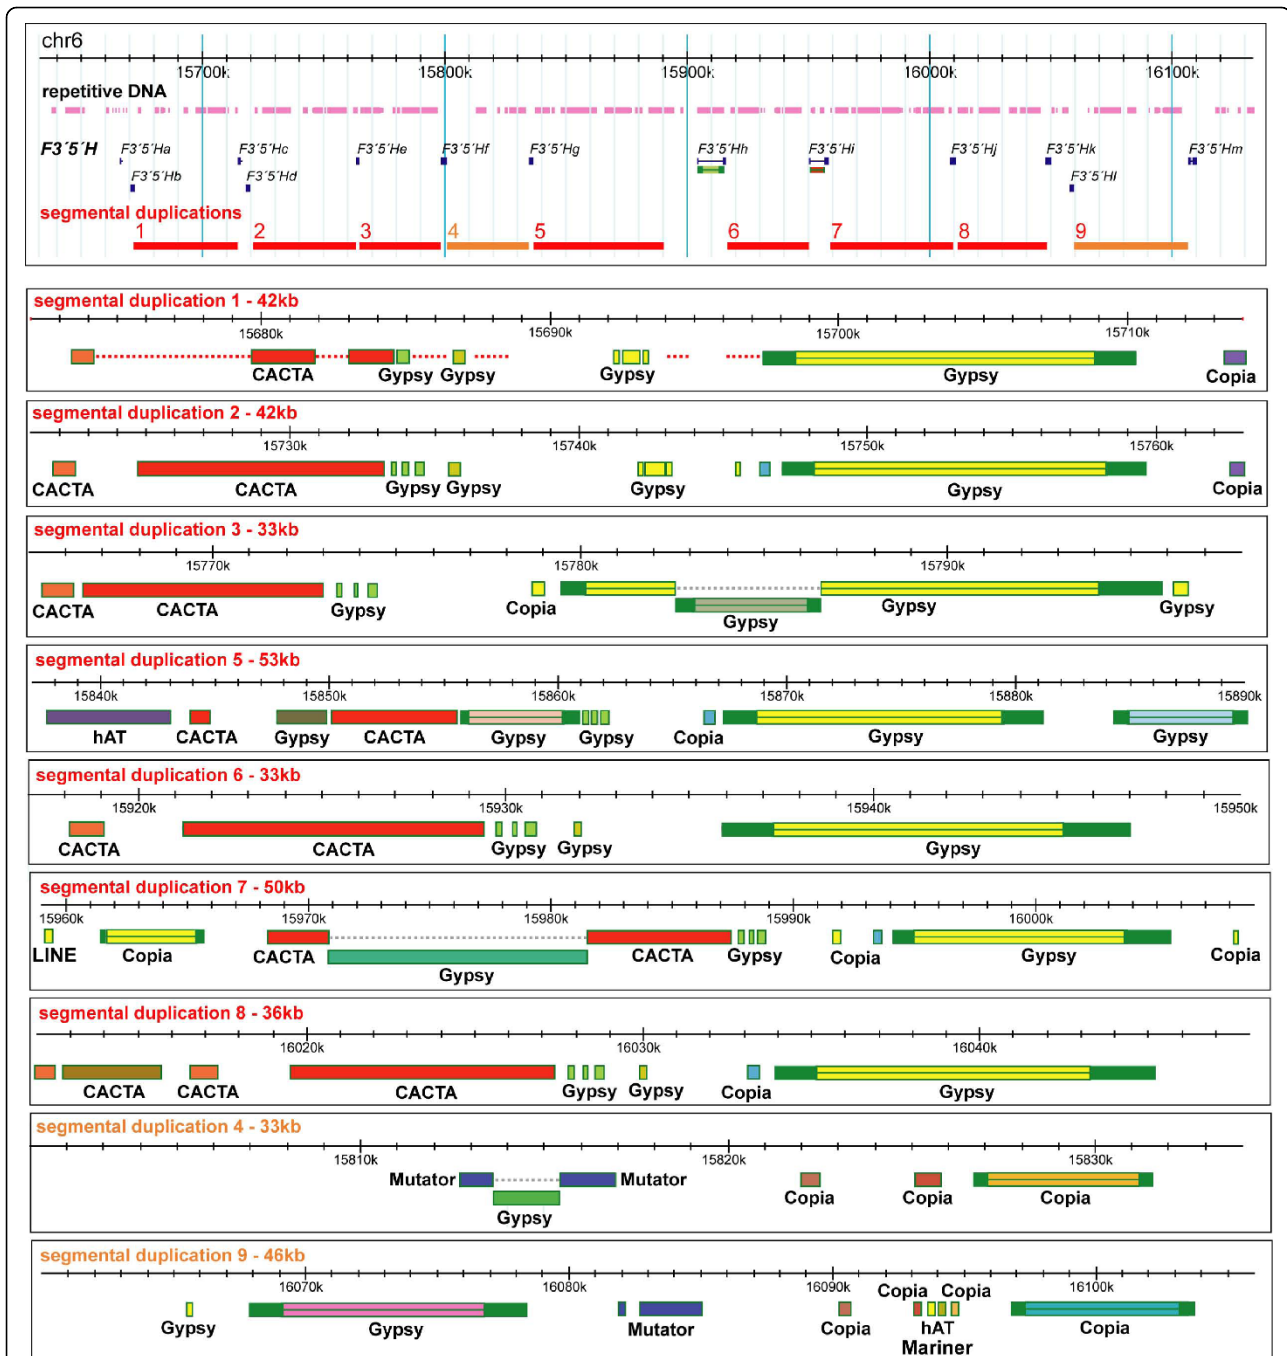 chr6
15700k 15800k 15900k 16000k 16100k
repetitive DNA
F3´5´H F3´5´Ha F3´5´Hc F3´5´He F3´5´Hf F3´5´Hg F3´5´Hh F3´5´Hi F3´5´Hj F3´5´Hk F3´5´Hm
F3´5´Hb F3´5´Hd F3´5´Hl
segmental duplications
1 2 3 4 5 6 7 8 9
segmental duplication 1 - 42kb
15680k 15690k 15700k 15710k
CACTA Gypsy Gypsy Gypsy Gypsy Copia
segmental duplication 2 - 42kb
15730k 15740k 15750k 15760k
CACTA CACTA Gypsy Gypsy Gypsy Gypsy Copia
segmental duplication 3 - 33kb
15770k 15780k 15790k
CACTA CACTA Gypsy Copia Gypsy Gypsy
Gypsy
segmental duplication 5 - 53kb
15840k 15850k 15860k 15870k 15880k 15890k
hAT CACTA Gypsy CACTA Gypsy Gypsy Copia Gypsy Gypsy
segmental duplication 6 - 33kb
15920k 15930k 15940k 15950k
CACTA CACTA Gypsy Gypsy Gypsy
segmental duplication 7 - 50kb
15960k 15970k 15980k 15990k 16000k
LINE Copia CACTA CACTA Gypsy Copia Gypsy Copia
Gypsy
segmental duplication 8 - 36kb
16020k 16030k 16040k
CACTA CACTA CACTA Gypsy Gypsy Copia Gypsy
segmental duplication 4 - 33kb
15810k 15820k 15830k
Mutator Mutator
Copia Copia Copia
Gypsy
segmental duplication 9 - 46kb
16070k 16080k 16090k 16100k
Copia Copia
Gypsy Gypsy Mutator Copia hAT Copia
Mariner